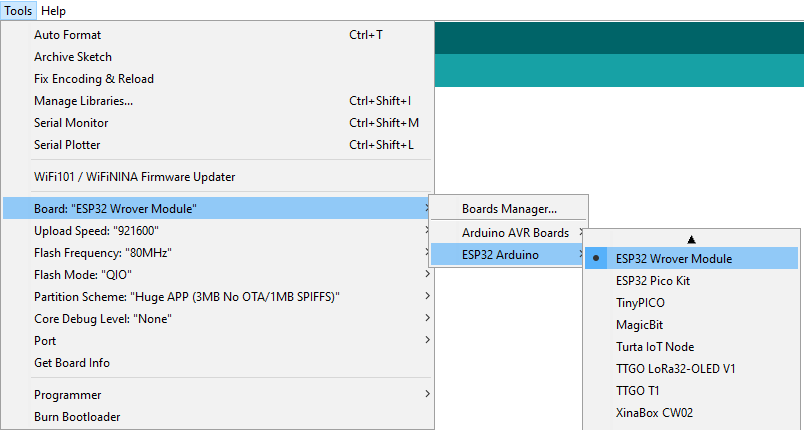 Tools Help
Auto Format Ctrl+T
Archive Sketch
Fix Encoding & Reload
Manage Libraries... Ctrl+Shift+I
Serial Monitor Ctrl+Shift+M
Serial Plotter Ctrl+Shift+L
WiFi101 / WiFiNINA Firmware Updater
Board: "ESP32 Wrover Module"
Upload Speed: "921600"
Flash Frequency: "80MHz"
Flash Mode: "QIO"
Partition Scheme: "Huge APP (3MB No OTA/1MB SPIFFS)"
Core Debug Level: "None"
Port
Get Board Info
Programmer
Burn Bootloader
Boards Manager...
Arduino AVR Boards
ESP32 Arduino
ESP32 Wrover Module
ESP32 Pico Kit
TinyPICO
MagicBit
Turta IoT Node
TTGO LoRa32-OLED V1
TTGO T1
XinaBox CW02